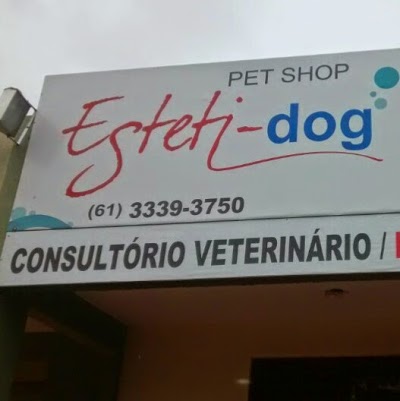 PET SHOP
Esteti-dog
(61) 3339-3750
CONSULTÓRIO VETERINÁRIO /